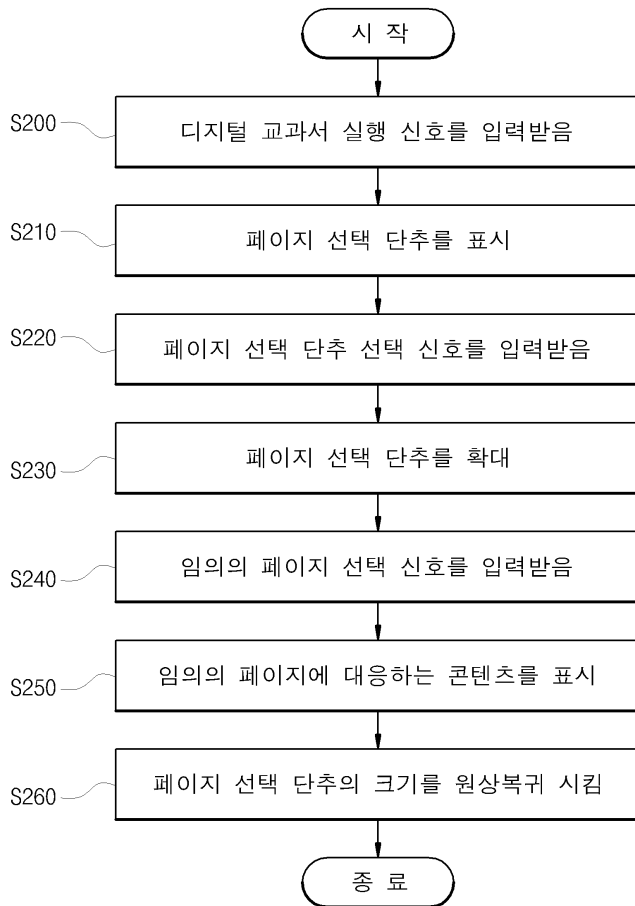 시 작
S200 디지털 교과서 실행 신호를 입력받음
S210 페이지 선택 단추를 표시
S220 페이지 선택 단추 선택 신호를 입력받음
S230 페이지 선택 단추를 확대
S240 임의의 페이지 선택 신호를 입력받음
S250 임의의 페이지에 대응하는 콘텐츠를 표시
S260 페이지 선택 단추의 크기를 원상복귀 시킴
종 료